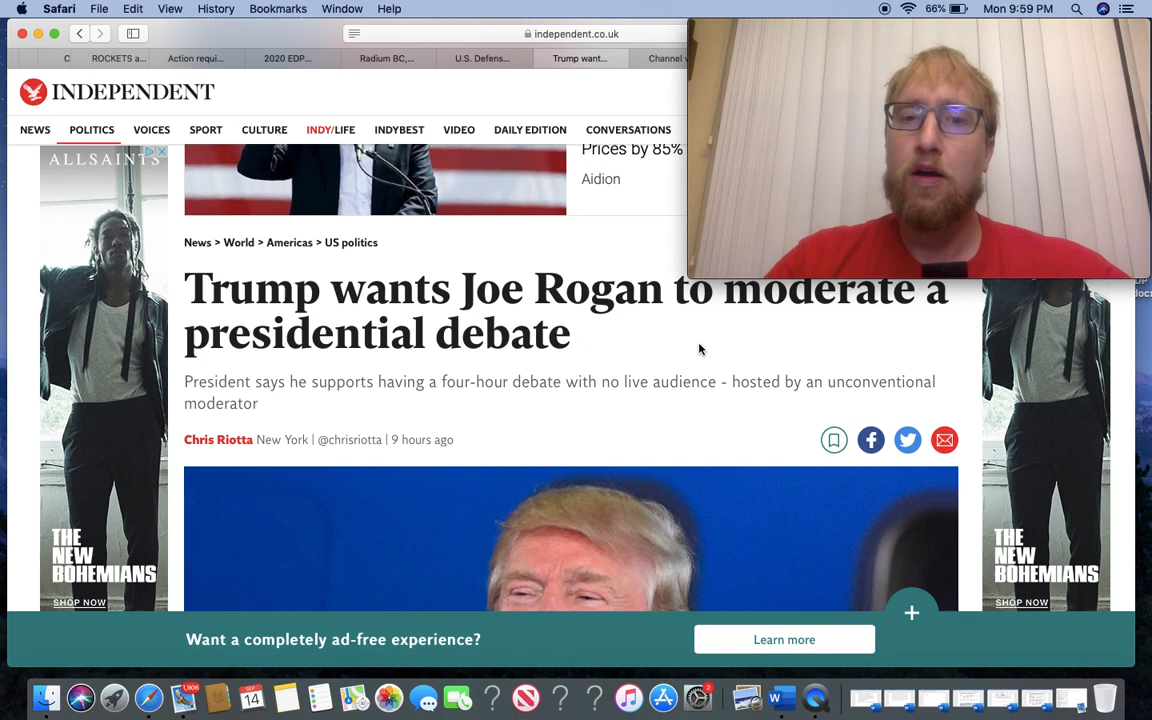 Safari File Edit View History Bookmarks Window Help 66% Mon 9:59 PM
independent.co.uk
C ROCKETS a... Action requi... 2020 EDP... Radium BC,... U.S. Defens... Trump want... Channel
INDEPENDENT
NEWS POLITICS VOICES SPORT CULTURE INDY/LIFE INDYBEST VIDEO DAILY EDITION CONVERSATIONS
ALLSAINTS
Prices by 85%
Aidion
News > World > Americas > US politics
Trump wants Joe Rogan to moderate a
presidential debate
President says he supports having a four-hour debate with no live audience - hosted by an unconventional
moderator
Chris Riotta New York | @chrisriotta | 9 hours ago
THE
NEW
BOHEMIANS
SHOP NOW
THE
NEW
BOHEMIANS
SHOP NOW
Want a completely ad-free experience? Learn more
1,906
SEP
14
2